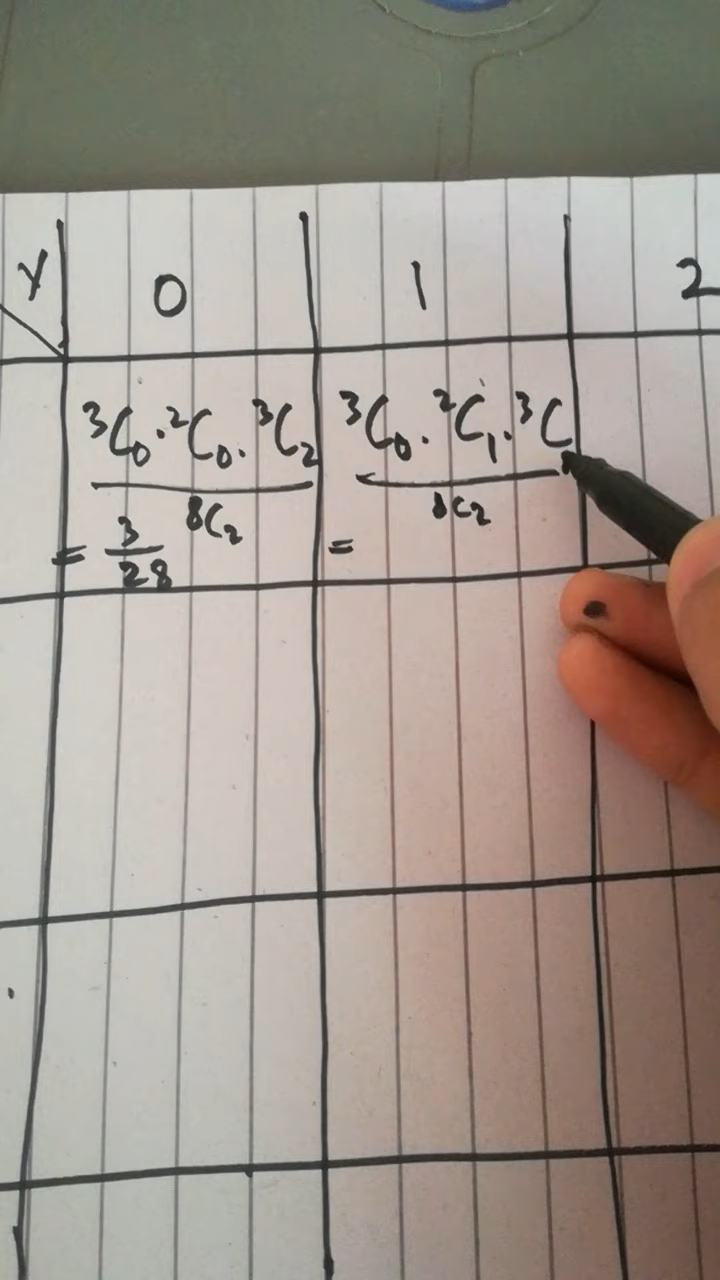 Y 0 1 2
³C₀.²C₀.³C₂ ³C₀.²C₁.³C
⁸C₂ ⁸C₂
= 3/28 =